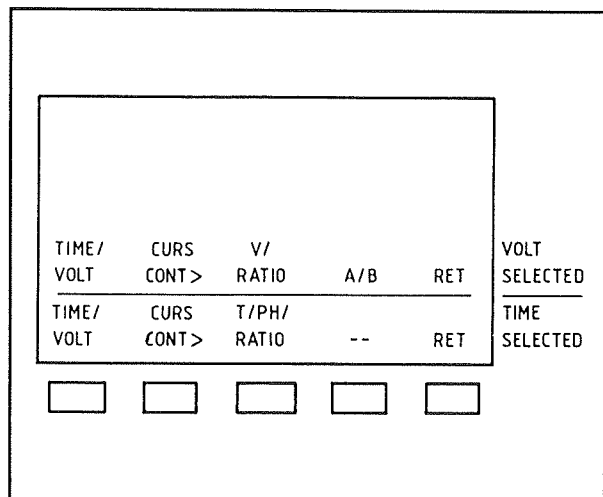 TIME/ CURS V/ VOLT
VOLT CONT> RATIO A/B RET SELECTED
TIME/ CURS T/PH/ TIME
VOLT CONT> RATIO -- RET SELECTED